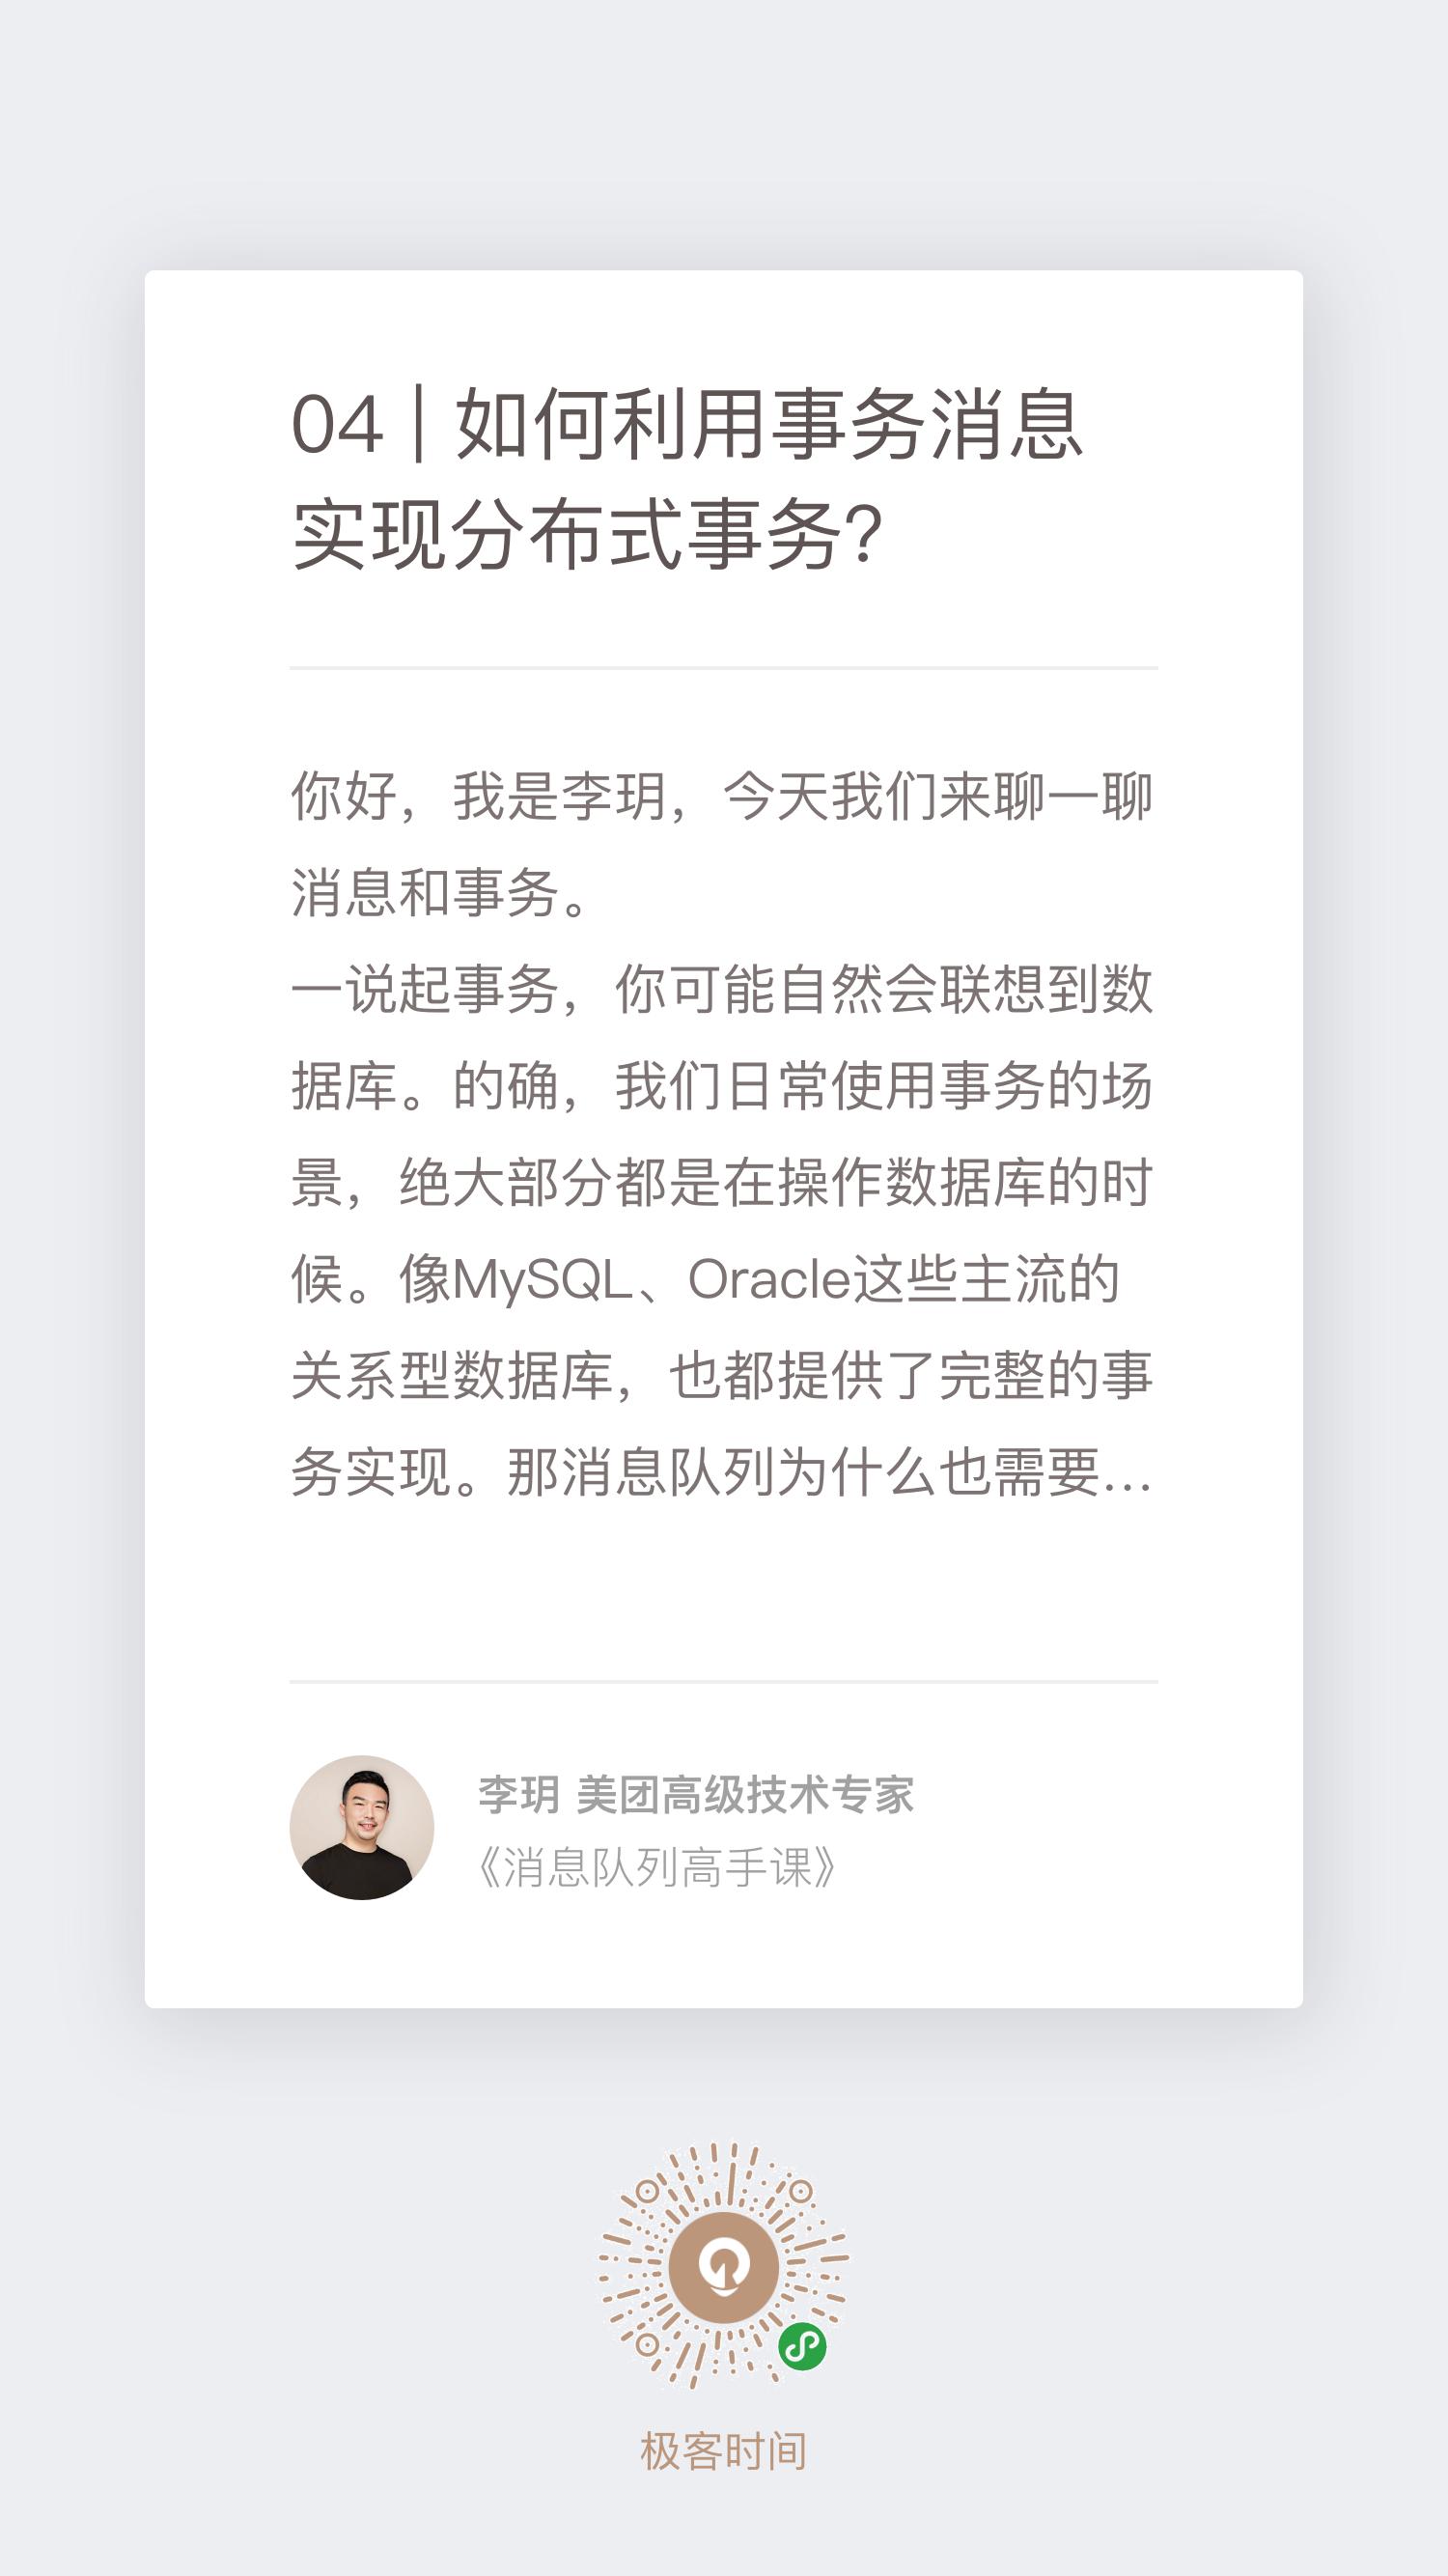 04 | 如何利用事务消息
实现分布式事务?
你好，我是李玥，今天我们来聊一聊
消息和事务。
一说起事务，你可能自然会联想到数
据库。的确，我们日常使用事务的场
景，绝大部分都是在操作数据库的时
候。像MySQL、Oracle这些主流的
关系型数据库，也都提供了完整的事
务实现。那消息队列为什么也需要...
李玥 美团高级技术专家
《消息队列高手课》
极客时间